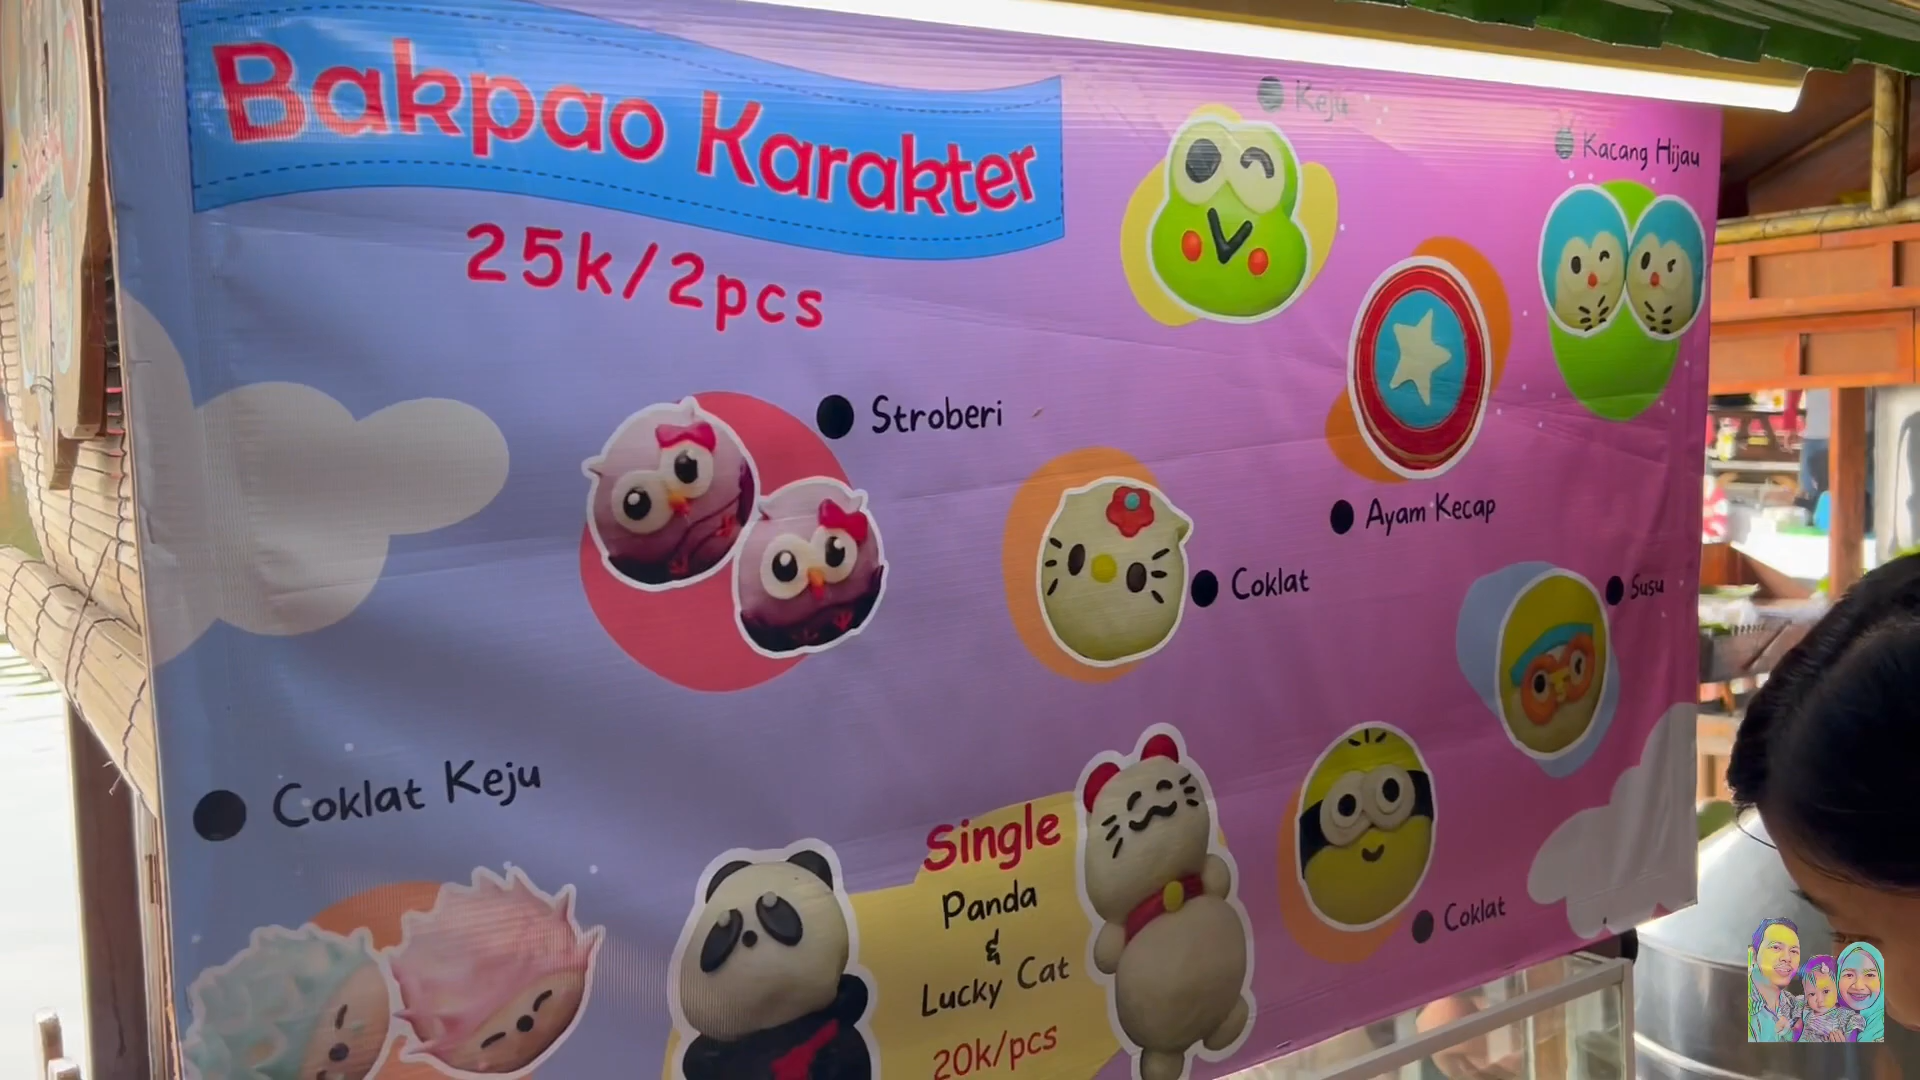 Bakpao Karakter
25k/2pcs
Keju
Kacang Hijau
Stroberi
Ayam Kecap
Coklat
Susu
Coklat Keju
Single
Panda
&
Lucky Cat
20k/pcs
Coklat